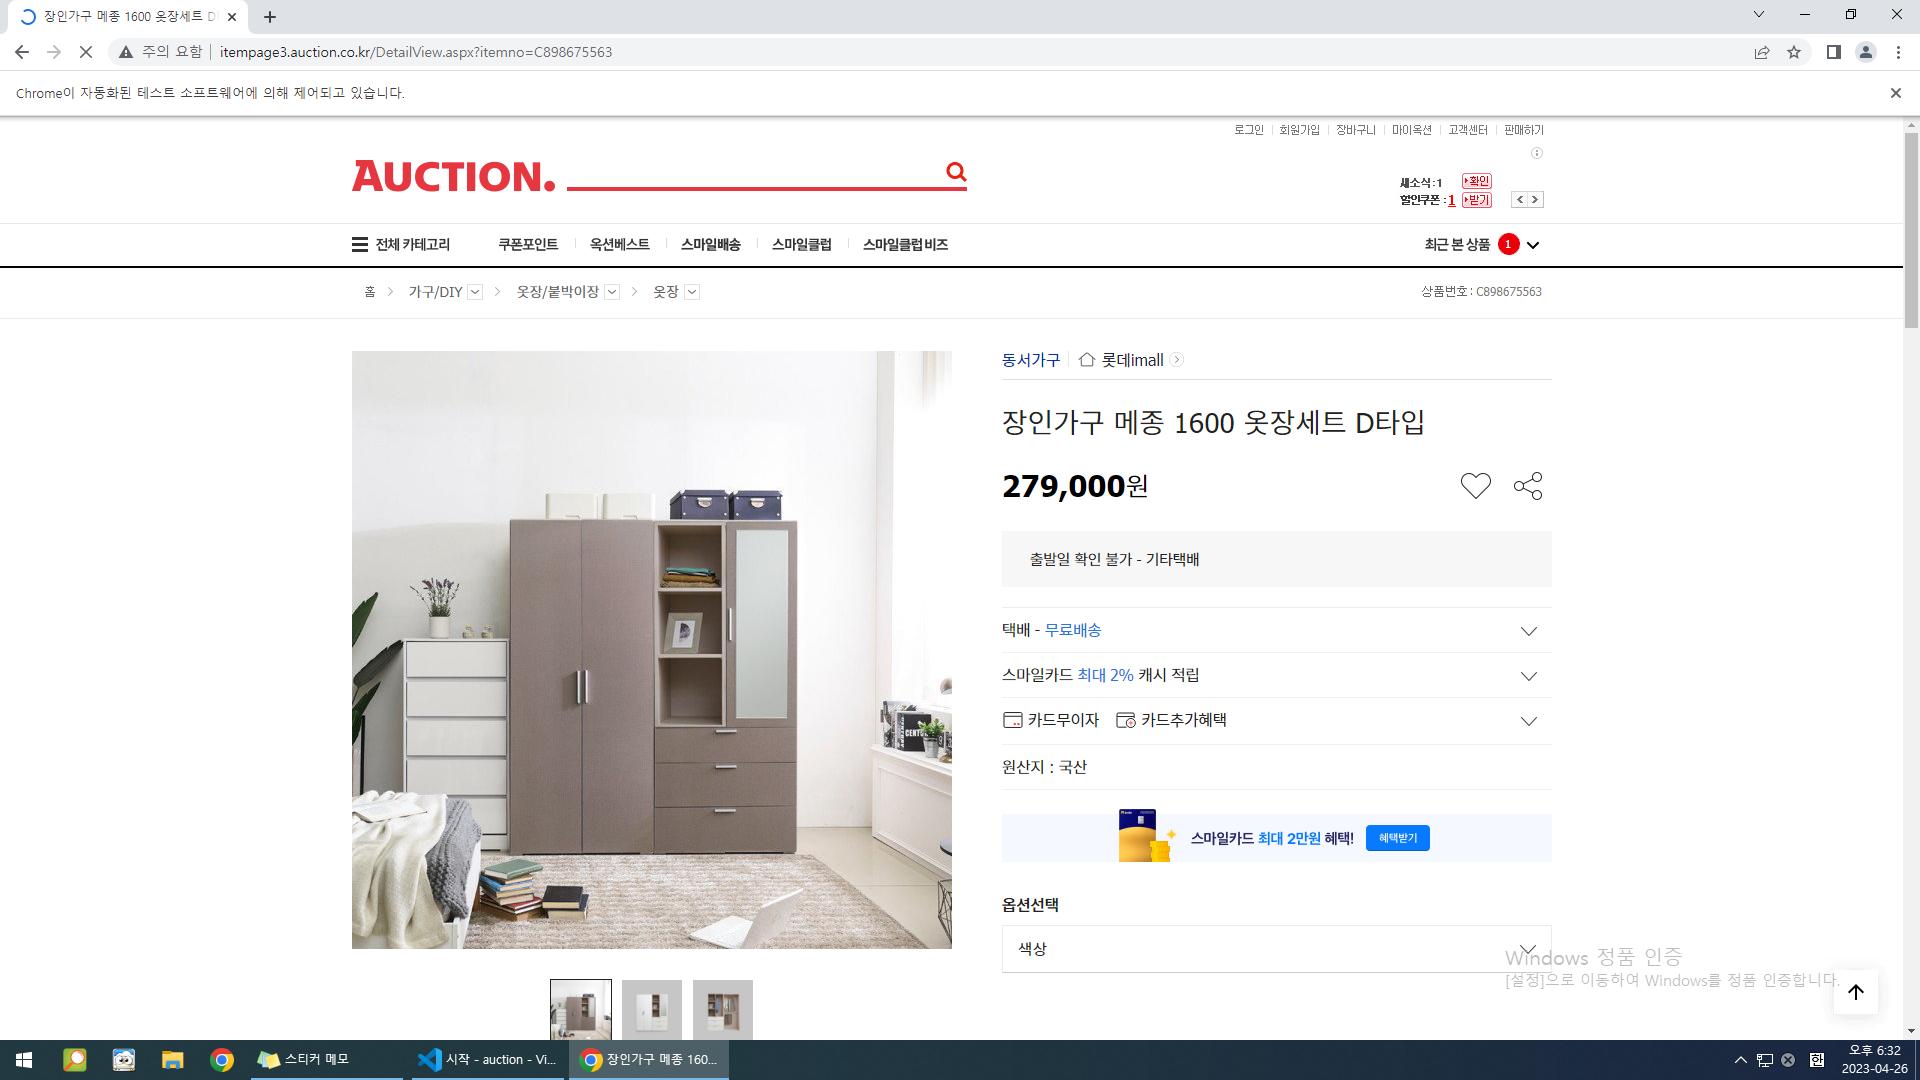 장인가구 메종 1600 옷장세트 D
주의 요함
itempage3.auction.co.kr/DetailView.aspx?itemno=C898675563
Chrome이 자동화된 테스트 소프트웨어에 의해 제어되고 있습니다.
로그인 회원가입 장바구니 마이옥션 고객센터 판매하기
AUCTION.
새소식 : 1 확인
할인쿠폰 : 1 받기
전체 카테고리 쿠폰포인트 옥션베스트 스마일배송 스마일클럽 스마일클럽 비즈 최근 본 상품 1
홈 가구/DIY 옷장/붙박이장 옷장 상품번호 : C898675563
동서가구 롯데imall
장인가구 메종 1600 옷장세트 D타입
279,000원
출발일 확인 불가 - 기타택배
택배 - 무료배송
스마일카드 최대 2% 캐시 적립
카드무이자 카드추가혜택
원산지 : 국산
스마일카드 최대 2만원 혜택! 혜택받기
옵션선택
색상
Windows 정품 인증
[설정]으로 이동하여 Windows를 정품 인증합니다.
스티커 메모
시작 - auction - Vi...
장인가구 메종 160...
한
오후 6:32
2023-04-26